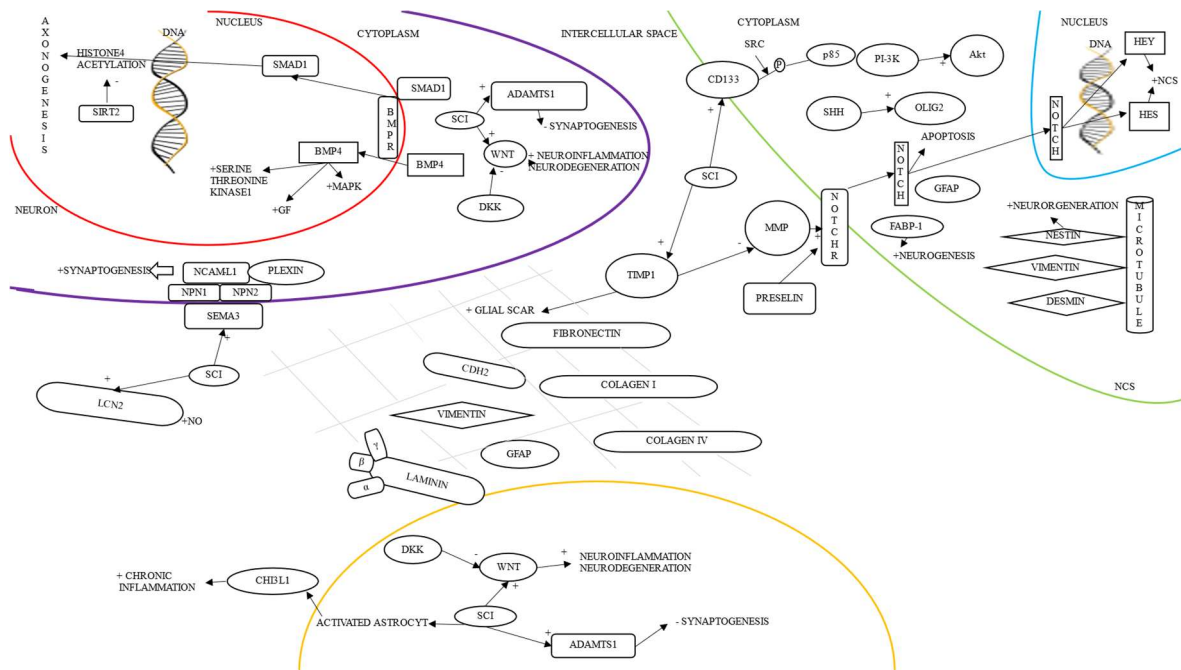 AXONOGENESIS
NUCLEUS
DNA
HISTONE4
ACETYLATION
-
SIRT2
SMAD1
NEURON
CYTOPLASM
SMAD1
BMPR
BMP4
BMP4
+SERINE
THREONINE
KINASE1
+MAPK
+GF
SCI
+
ADAMTS1
- SYNAPTOGENESIS
+
WNT
+ NEUROINFLAMMATION
NEURODEGENERATION
-
DKK
INTERCELLULAR SPACE
CYTOPLASM
SRC
P
p85
PI-3K
+
Akt
CD133
+
SHH
+
OLIG2
APOPTOSIS
NOTCH
GFAP
FABP-1
+NEUROGENESIS
SCI
+
TIMP1
-
MMP
+
NOTCHR
PRESELIN
NUCLEUS
DNA
HEY
+NCS
HES
NOTCH
+NEURORGENERATION
NESTIN
VIMENTIN
DESMIN
MICROTUBULE
NCS
+SYNAPTOGENESIS
NCAML1
PLEXIN
NPN1
NPN2
SEMA3
+
SCI
+
LCN2
+NO
+ GLIAL SCAR
FIBRONECTIN
CDH2
COLAGEN I
VIMENTIN
COLAGEN IV
GFAP
γ
β
α
LAMININ
DKK
-
WNT
+
NEUROINFLAMMATION
NEURODEGENERATION
+
+ CHRONIC
INFLAMMATION
CHI3L1
ACTIVATED ASTROCYT
SCI
+
ADAMTS1
- SYNAPTOGENESIS